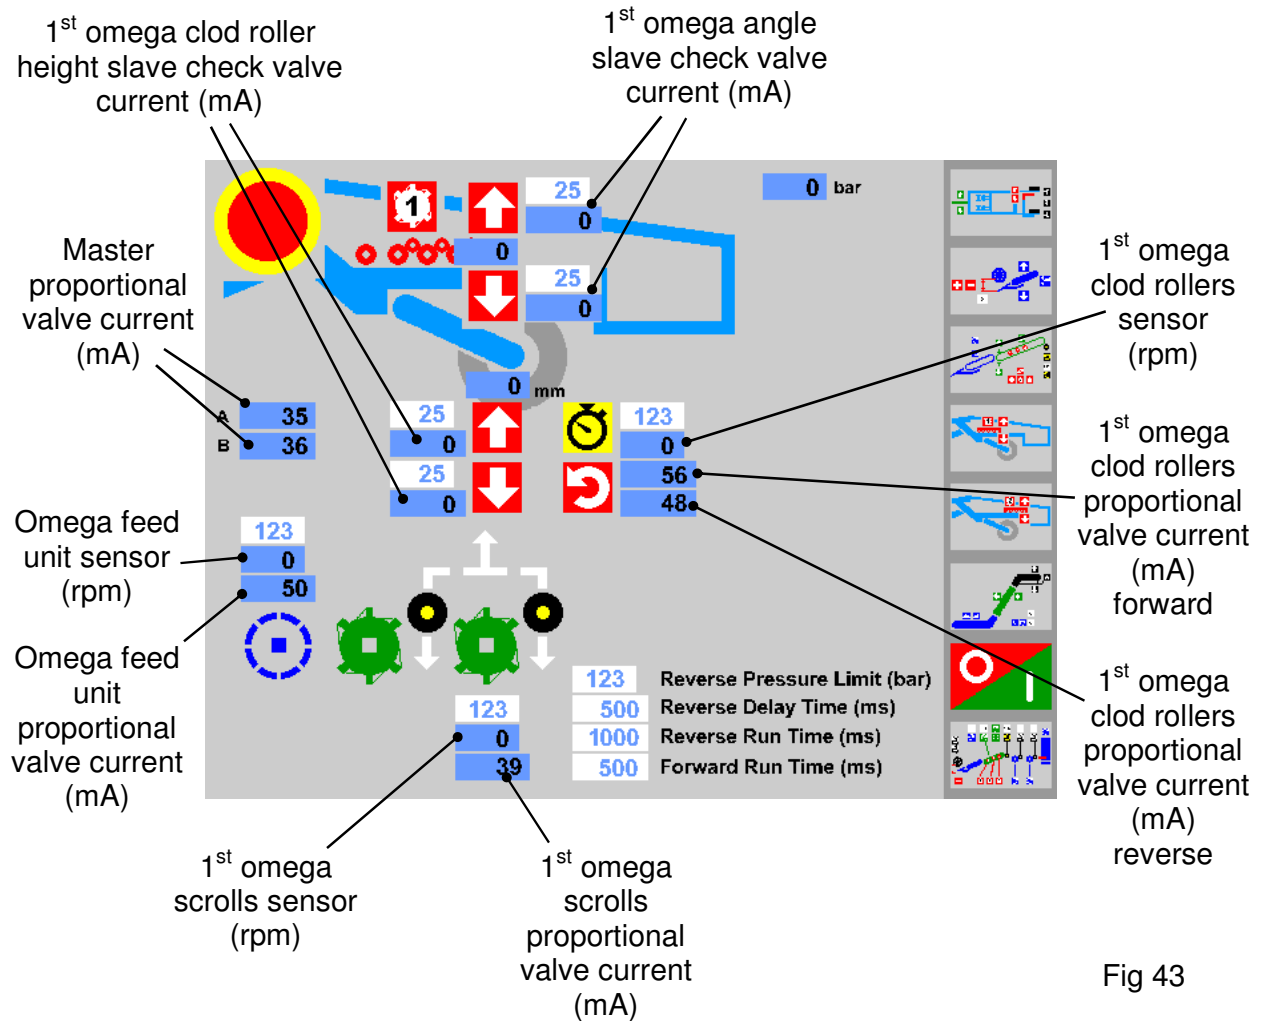 1st omega clod roller
height slave check valve
current (mA)
1st omega angle
slave check valve
current (mA)
Master
proportional
valve current
(mA)
1
25
0
0
25
0
0 bar
0 mm
1st omega
clod rollers
sensor
(rpm)
A 35
B 36
25
0
25
0
123
0
56
48
1st omega
clod rollers
proportional
valve current
(mA)
forward
Omega feed
unit sensor
(rpm)
123
0
50
Omega feed
unit
proportional
valve current
(mA)
123
0
39
123 Reverse Pressure Limit (bar)
500 Reverse Delay Time (ms)
1000 Reverse Run Time (ms)
500 Forward Run Time (ms)
1st omega
clod rollers
proportional
valve current
(mA)
reverse
1st omega
scrolls sensor
(rpm)
1st omega
scrolls
proportional
valve current
(mA)
Fig 43